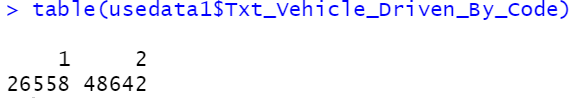 > table(usedata1$Txt_Vehicle_Driven_By_Code)
1 2
26558 48642